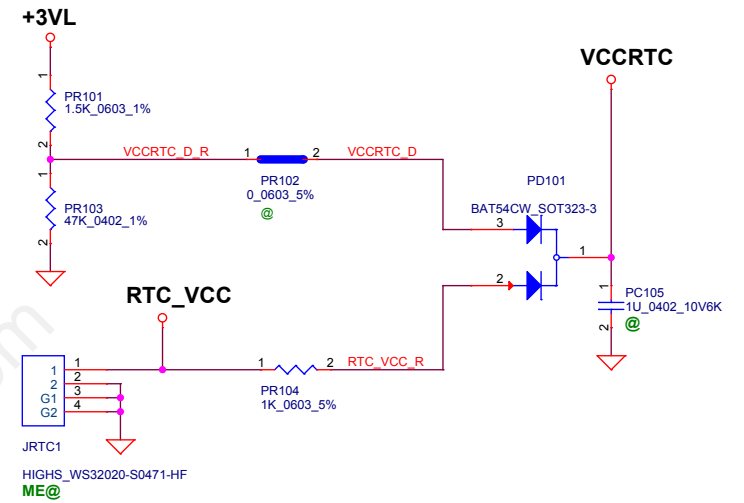 +3VL
1
PR101
1.5K_0603_1%
2
VCCRTC_D_R
1
2
VCCRTC_D
PR102
0_0603_5%
@
1
PR103
47K_0402_1%
2
VCCRTC
PD101
BAT54CW_SOT323-3
3
1
2
1
PC105
1U_0402_10V6K
2
@
RTC_VCC
1
2
RTC_VCC_R
PR104
1K_0603_5%
1 1
2 2
G1 3
G2 4
JRTC1
HIGHS_WS32020-S0471-HF
ME@
om